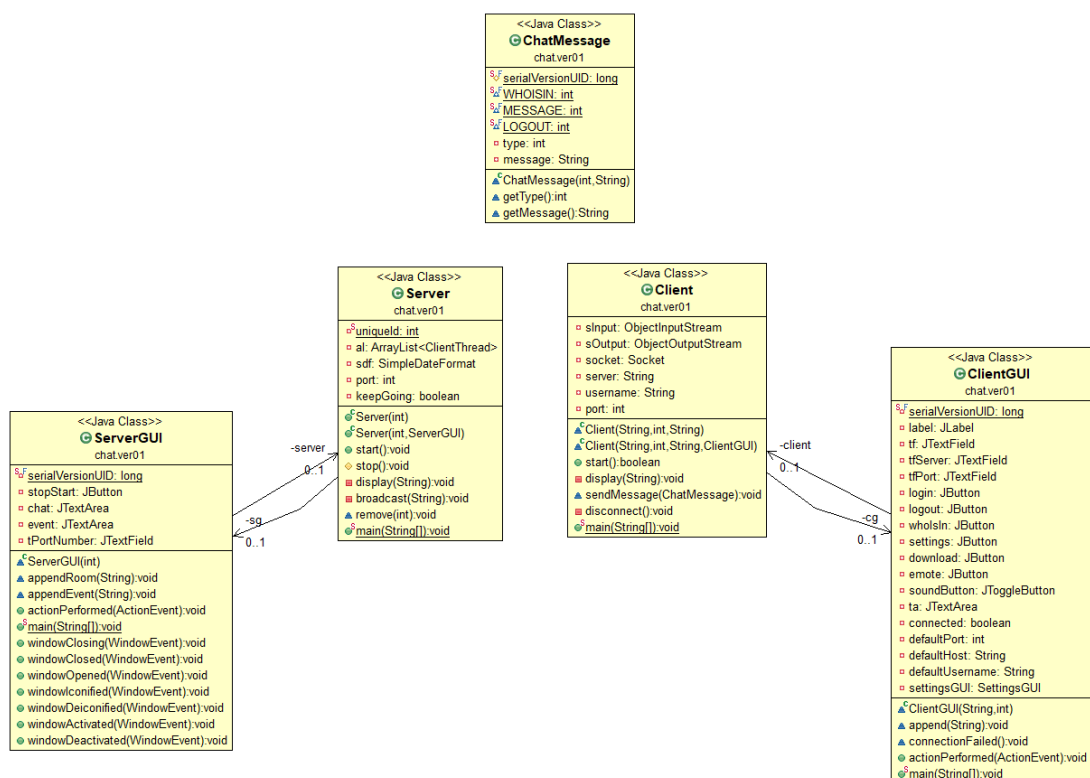 <<Java Class>>
ChatMessage
chat.ver01
serialVersionUID: long
WHOISIN: int
MESSAGE: int
LOGOUT: int
type: int
message: String
ChatMessage(int,String)
getType():int
getMessage():String
<<Java Class>>
Server
chat.ver01
uniqueId: int
al: ArrayList<ClientThread>
sdf: SimpleDateFormat
port: int
keepGoing: boolean
Server(int)
Server(int,ServerGUI)
start():void
stop():void
display(String):void
broadcast(String):void
remove(int):void
main(String[]):void
<<Java Class>>
Client
chat.ver01
sInput: ObjectInputStream
sOutput: ObjectOutputStream
socket: Socket
server: String
username: String
port: int
Client(String,int,String)
Client(String,int,String,ClientGUI)
start():boolean
display(String):void
sendMessage(ChatMessage):void
disconnect():void
main(String[]):void
<<Java Class>>
ServerGUI
chat.ver01
serialVersionUID: long
stopStart: JButton
chat: JTextArea
event: JTextArea
tPortNumber: JTextField
ServerGUI(int)
appendRoom(String):void
appendEvent(String):void
actionPerformed(ActionEvent):void
main(String[]):void
windowClosing(WindowEvent):void
windowClosed(WindowEvent):void
windowOpened(WindowEvent):void
windowIconified(WindowEvent):void
windowDeiconified(WindowEvent):void
windowActivated(WindowEvent):void
windowDeactivated(WindowEvent):void
-server
0..1
-sg
0..1
-client
0..1
-cg
0..1
<<Java Class>>
ClientGUI
chat.ver01
serialVersionUID: long
label: JLabel
tf: JTextField
tfServer: JTextField
tfPort: JTextField
login: JButton
logout: JButton
whoIsIn: JButton
settings: JButton
download: JButton
emote: JButton
soundButton: JToggleButton
ta: JTextArea
connected: boolean
defaultPort: int
defaultHost: String
defaultUsername: String
settingsGUI: SettingsGUI
ClientGUI(String,int)
append(String):void
connectionFailed():void
actionPerformed(ActionEvent):void
main(String[]):void